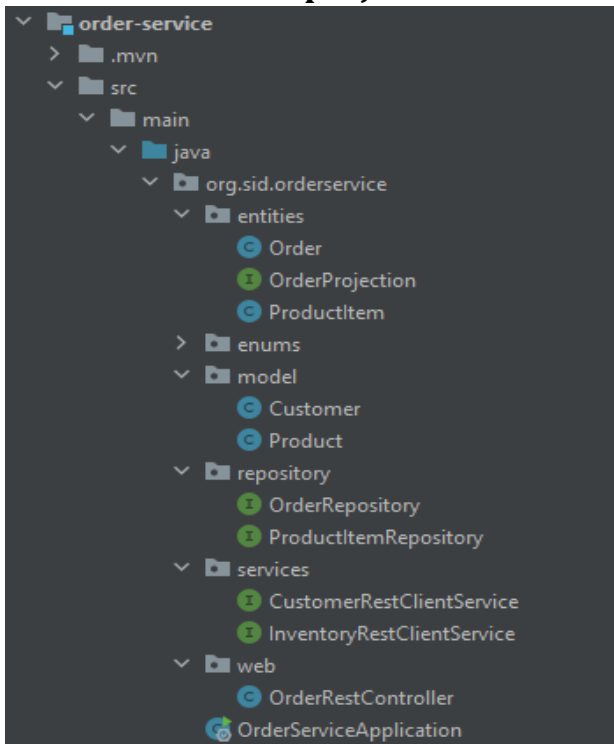 order-service
.mvn
src
main
java
org.sid.orderservice
entities
C Order
I OrderProjection
C ProductItem
enums
model
C Customer
C Product
repository
I OrderRepository
I ProductItemRepository
services
I CustomerRestClientService
I InventoryRestClientService
web
C OrderRestController
OrderServiceApplication